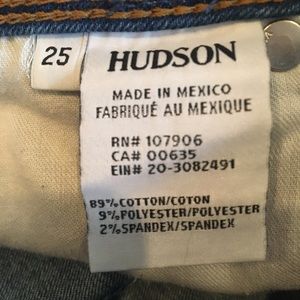 25
HUDSON
MADE IN MEXICO
FABRIQUÉ AU MEXIQUE
RN# 107906
CA# 00635
EIN# 20-3082491
89%COTTON/COTON
9%POLYESTER/POLYESTER
2%SPANDEX/SPANDEX